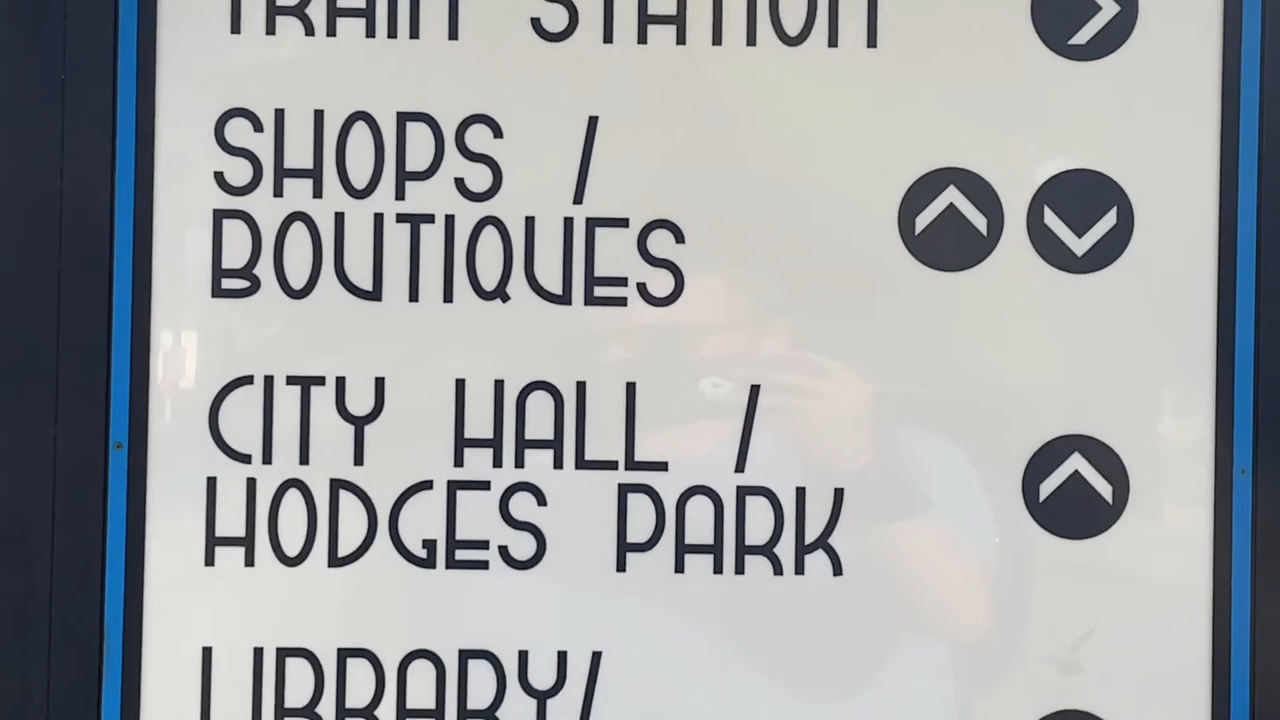 TRAIN STATION
SHOPS /
BOUTIQUES
CITY HALL /
HODGES PARK
LIBRARY/